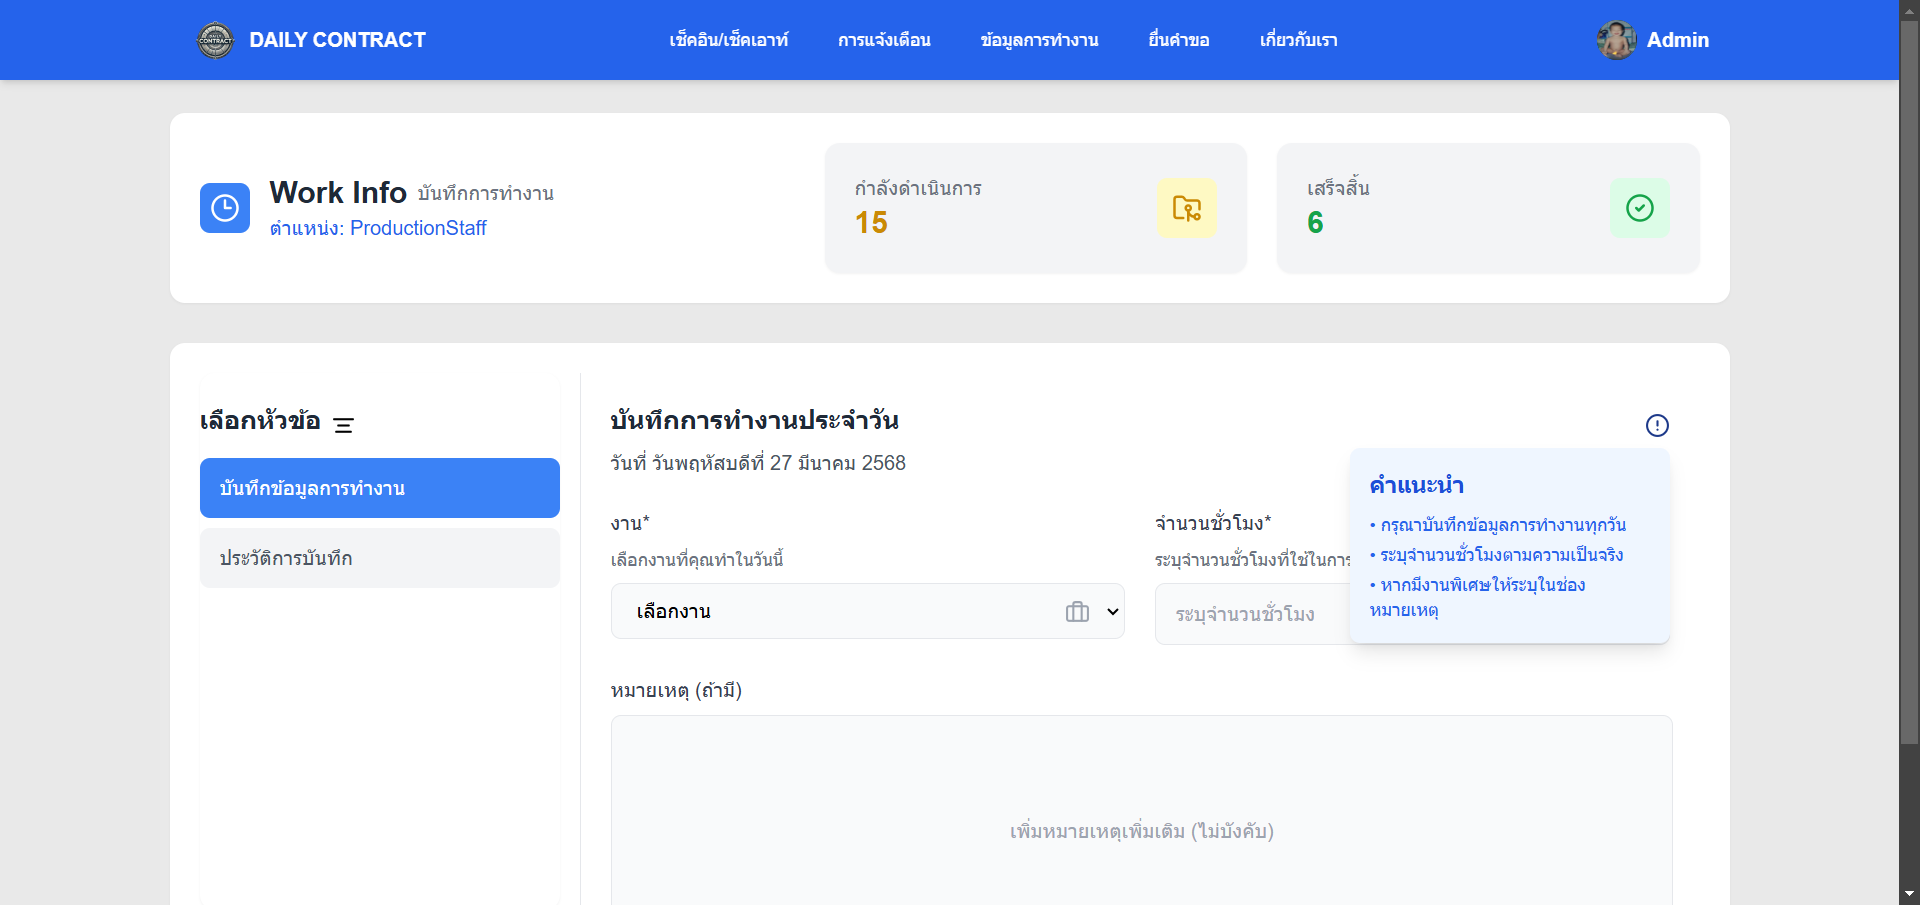 DAILY CONTRACT
เช็คอิน/เช็คเอาท์
การแจ้งเตือน
ข้อมูลการทำงาน
ยื่นคำขอ
เกี่ยวกับเรา
Admin
Work Info บันทึกการทำงาน
ตำแหน่ง: ProductionStaff
กำลังดำเนินการ
15
เสร็จสิ้น
6
เลือกหัวข้อ
บันทึกข้อมูลการทำงาน
ประวัติการบันทึก
บันทึกการทำงานประจำวัน
วันที่ วันพฤหัสบดีที่ 27 มีนาคม 2568
งาน*
เลือกงานที่คุณทำในวันนี้
เลือกงาน
จำนวนชั่วโมง*
ระบุจำนวนชั่วโมงที่ใช้ในการ
ระบุจำนวนชั่วโมง
คำแนะนำ
• กรุณาบันทึกข้อมูลการทำงานทุกวัน
• ระบุจำนวนชั่วโมงตามความเป็นจริง
• หากมีงานพิเศษให้ระบุในช่อง
หมายเหตุ
หมายเหตุ (ถ้ามี)
เพิ่มหมายเหตุเพิ่มเติม (ไม่บังคับ)